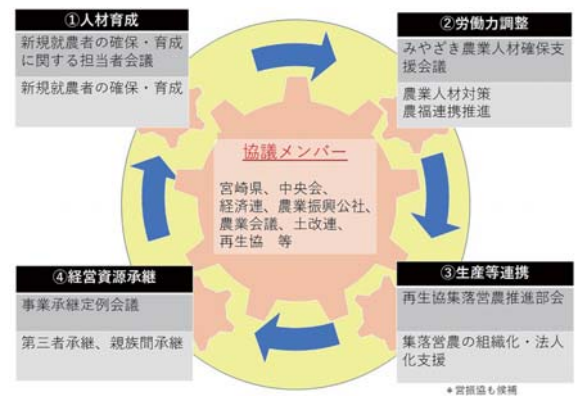 ①人材育成
新規就農者の確保・育成
に関する担当者会議
新規就農者の確保・育成
②労働力調整
みやざき農業人材確保支
援会議
農業人材対策
農福連携推進
協議メンバー
宮崎県、中央会、
経済連、農業振興公社、
農業会議、土改連、
再生協 等
④経営資源承継
事業承継定例会議
第三者承継、親族間承継
③生産等連携
再生協集落営農推進部会
集落営農の組織化・法人
化支援
*営振協も候補